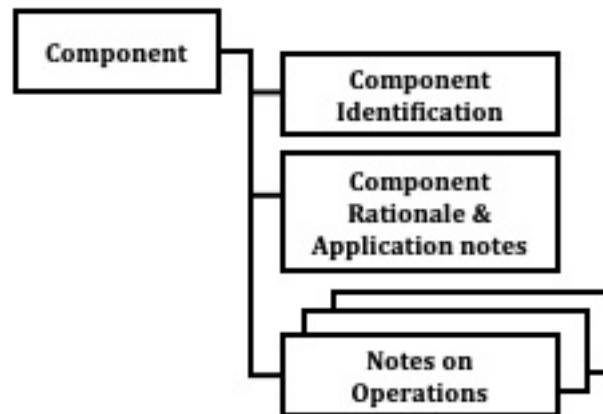 Component
Component
Identification
Component
Rationale &
Application notes
Notes on
Operations